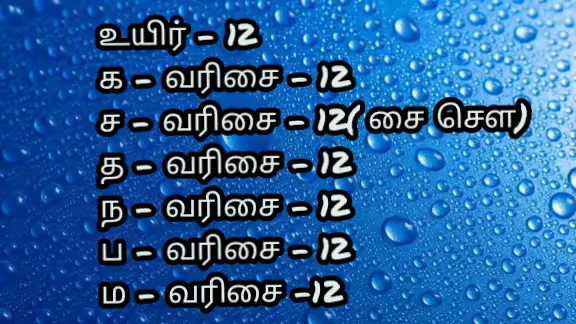 உயிர் – 12
க – வரிசை – 12
ச – வரிசை – 12( சை சௌ)
த – வரிசை – 12
ந – வரிசை – 12
ப – வரிசை – 12
ம – வரிசை –12